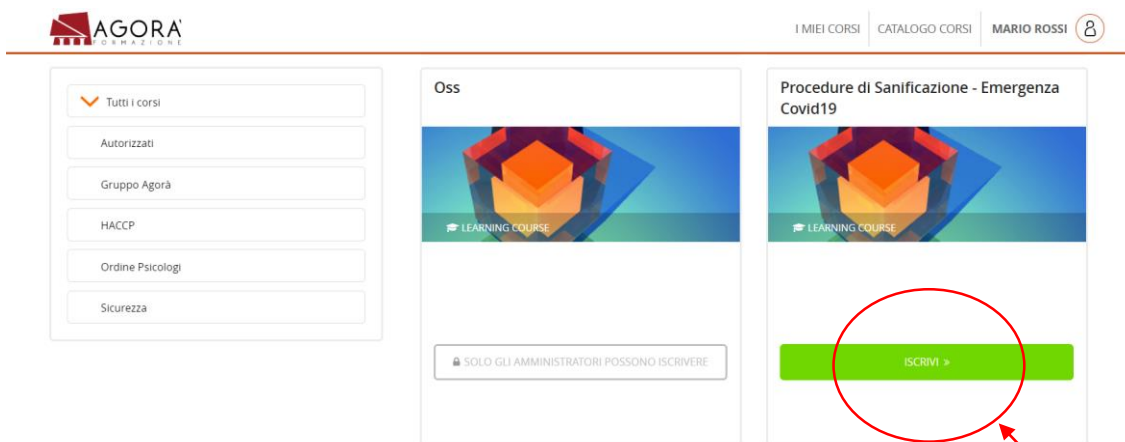 AGORA'
FORMAZIONE
I MIEI CORSI
CATALOGO CORSI
MARIO ROSSI
Tutti i corsi
Autorizzati
Gruppo Agorà
HACCP
Ordine Psicologi
Sicurezza
Oss
LEARNING COURSE
SOLO GLI AMMINISTRATORI POSSONO ISCRIVERE
Procedure di Sanificazione - Emergenza
Covid19
LEARNING COURSE
ISCRIVI »